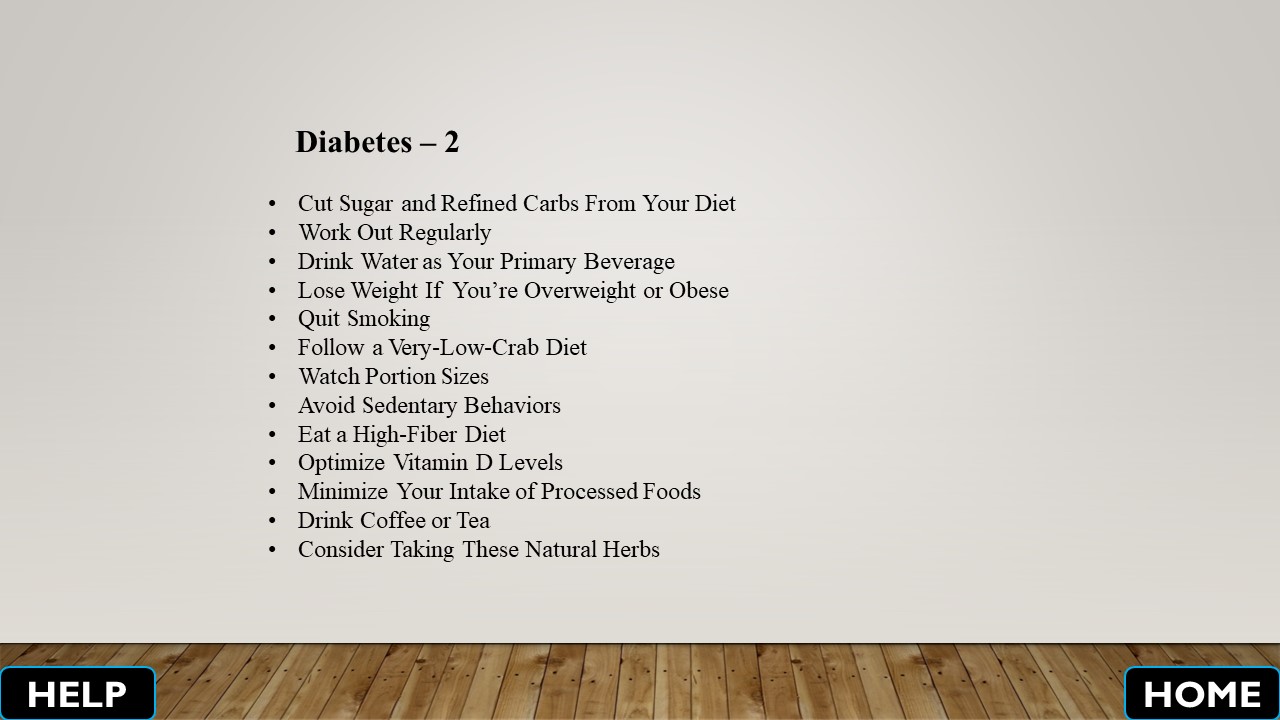 Diabetes – 2
• Cut Sugar and Refined Carbs From Your Diet
• Work Out Regularly
• Drink Water as Your Primary Beverage
• Lose Weight If You’re Overweight or Obese
• Quit Smoking
• Follow a Very-Low-Crab Diet
• Watch Portion Sizes
• Avoid Sedentary Behaviors
• Eat a High-Fiber Diet
• Optimize Vitamin D Levels
• Minimize Your Intake of Processed Foods
• Drink Coffee or Tea
• Consider Taking These Natural Herbs
HELP
HOME